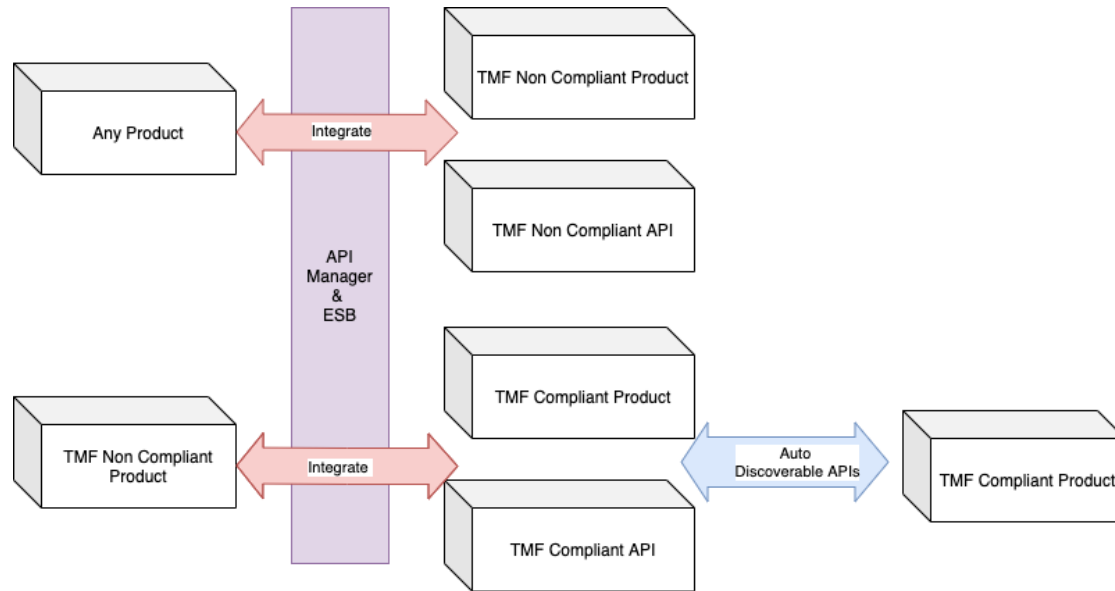 TMF Non Compliant Product
Any Product
Integrate
TMF Non Compliant API
API
Manager
&
ESB
TMF Compliant Product
TMF Non Compliant
Product
Integrate
Auto
Discoverable APIs
TMF Compliant Product
TMF Compliant API